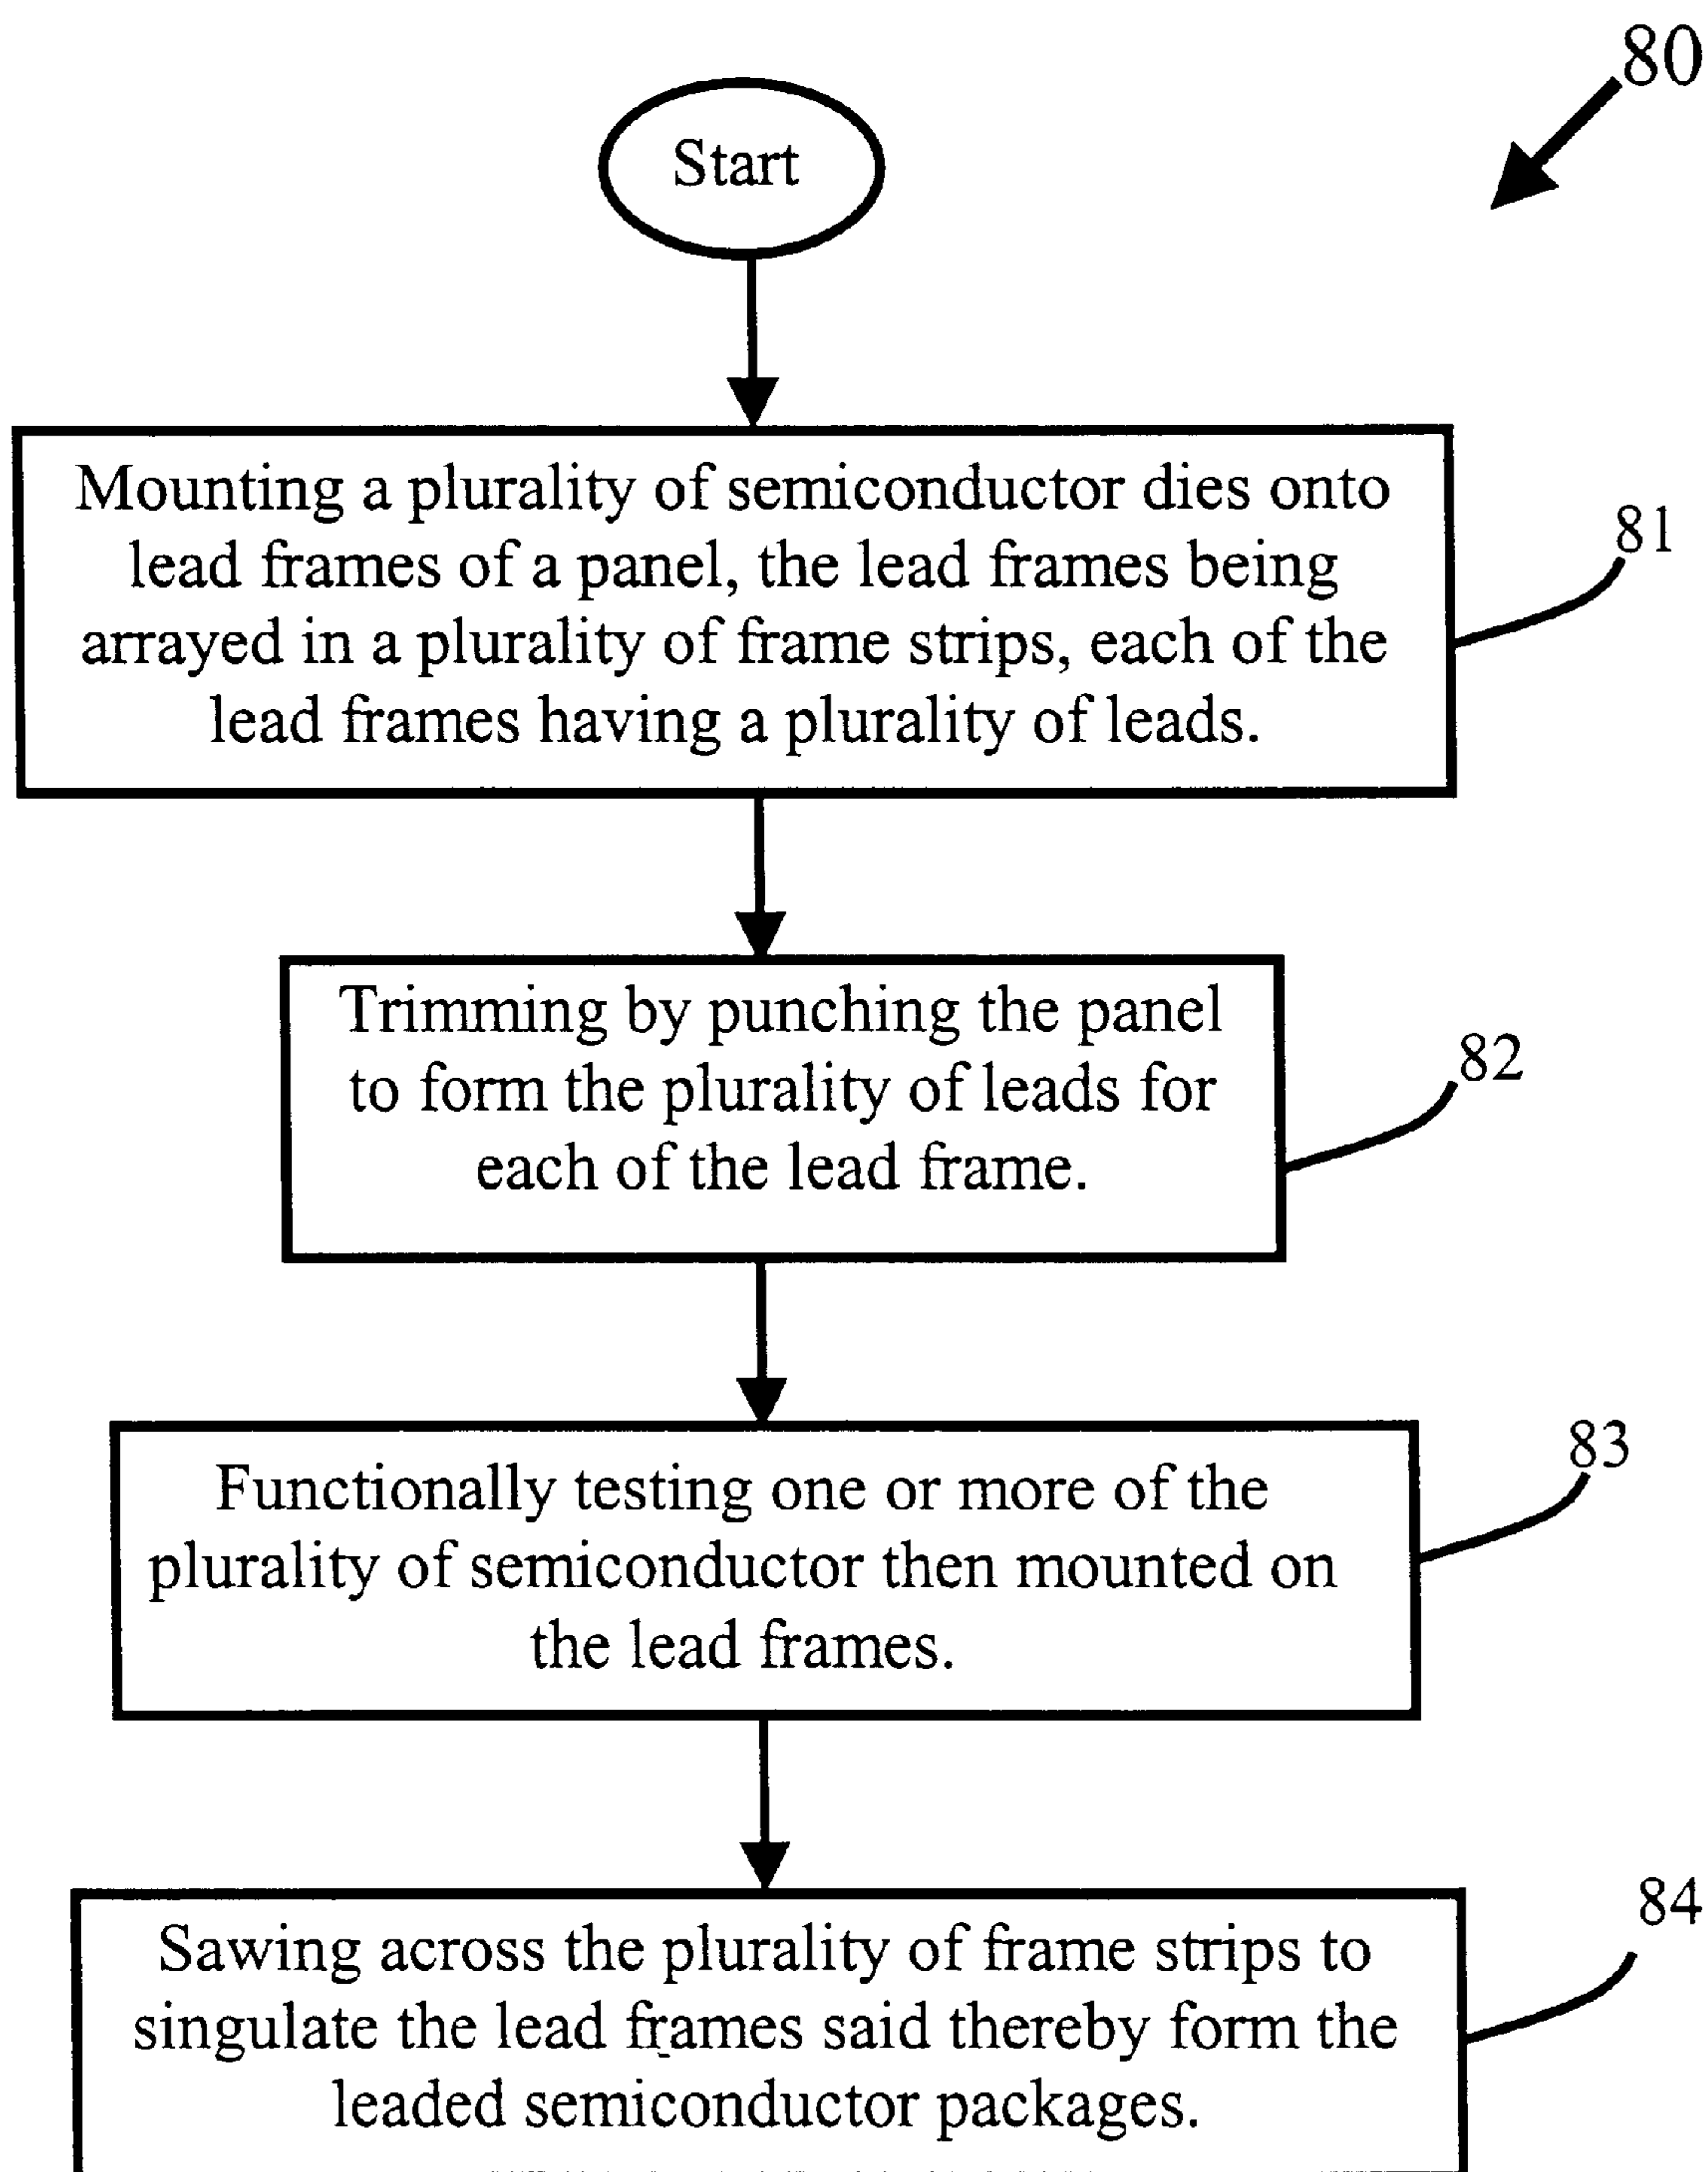 80
Start
Mounting a plurality of semiconductor dies onto
lead frames of a panel, the lead frames being
arrayed in a plurality of frame strips, each of the
lead frames having a plurality of leads.
81
Trimming by punching the panel
to form the plurality of leads for
each of the lead frame.
82
Functionally testing one or more of the
plurality of semiconductor then mounted on
the lead frames.
83
Sawing across the plurality of frame strips to
singulate the lead frames said thereby form the
leaded semiconductor packages.
84